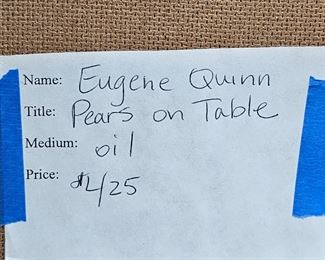 Name: Eugene Quinn
Title: Pears on Table
Medium: oil
Price: $425